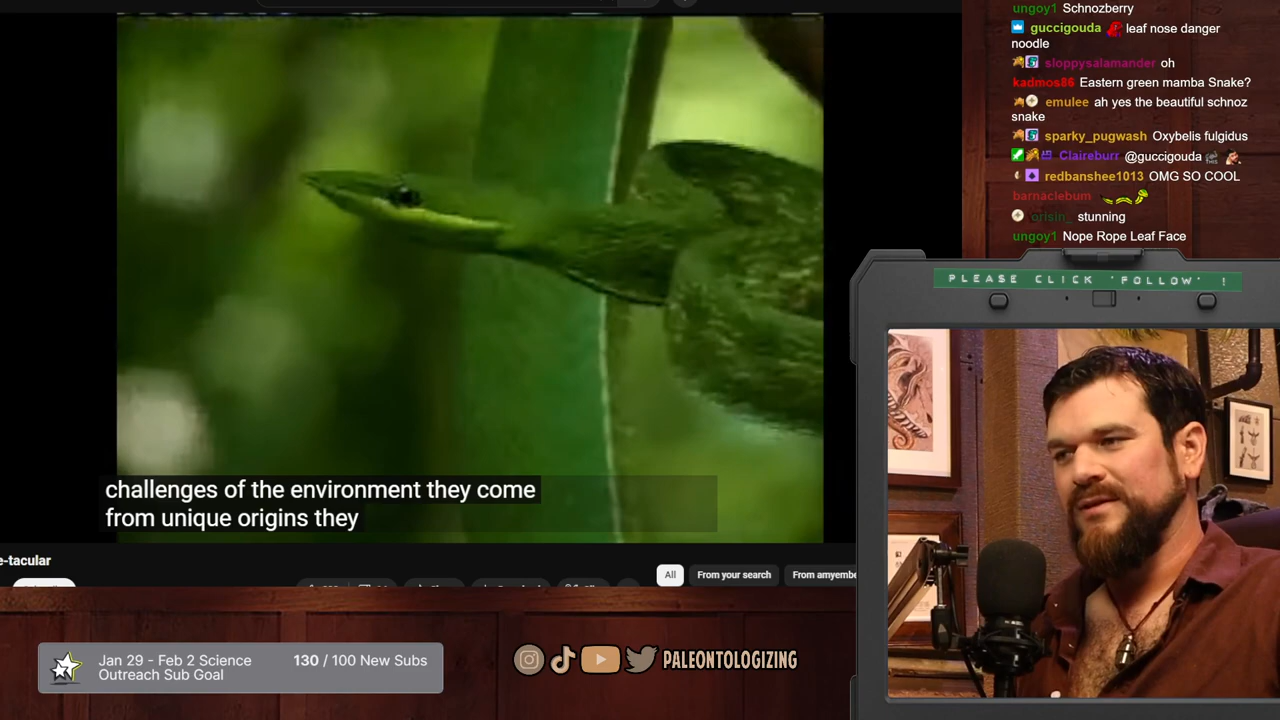 ungoy1 Schnozberry
guccigouda leaf nose danger
noodle
sloppysalamander oh
kadmos86 Eastern green mamba Snake?
emulee ah yes the beautiful schnoz
snake
sparky_pugwash Oxybelis fulgidus
Claireburr @guccigouda
redbanshee1013 OMG SO COOL
barnaclebum
orisin_ stunning
ungoy1 Nope Rope Leaf Face
PLEASE CLICK "FOLLOW" !
challenges of the environment they come
from unique origins they
e-tacular
All From your search From amyembe
Jan 29 - Feb 2 Science
Outreach Sub Goal
130 / 100 New Subs
PALEONTOLOGIZING